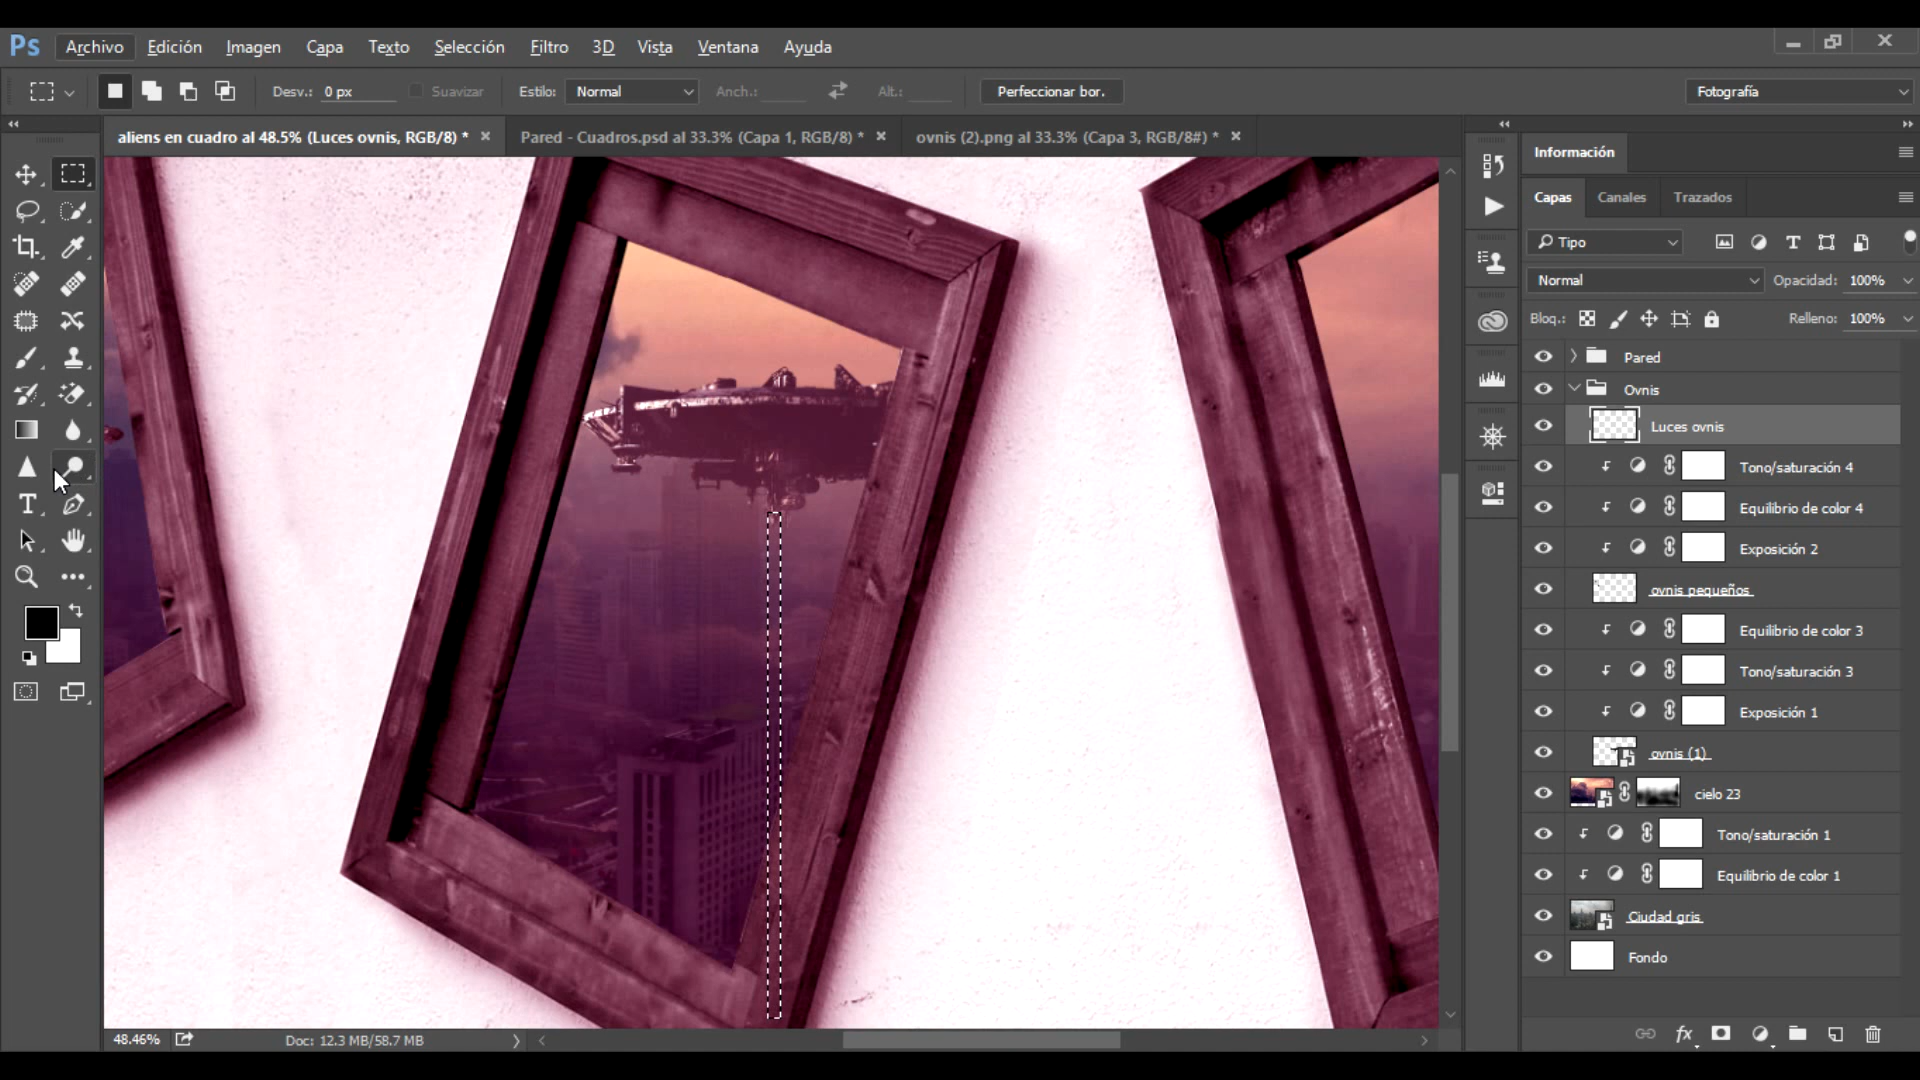 Ps Archivo Edición Imagen Capa Texto Selección Filtro 3D Vista Ventana Ayuda
Desv.: 0 px Suavizar Estilo: Normal Anch.: Alt.: Perfeccionar bor. Fotografía
aliens en cuadro al 48.5% (Luces ovnis, RGB/8) * Pared - Cuadros.psd al 33.3% (Capa 1, RGB/8) * ovnis (2).png al 33.3% (Capa 3, RGB/8#) *
Información
Capas Canales Trazados
Tipo
Normal Opacidad: 100%
Bloq.: Relleno: 100%
Pared
Ovnis
Luces ovnis
Tono/saturación 4
Equilibrio de color 4
Exposición 2
ovnis pequeños
Equilibrio de color 3
Tono/saturación 3
Exposición 1
ovnis (1)
cielo 23
Tono/saturación 1
Equilibrio de color 1
Ciudad gris
Fondo
48.46% Doc: 12.3 MB/58.7 MB
fx